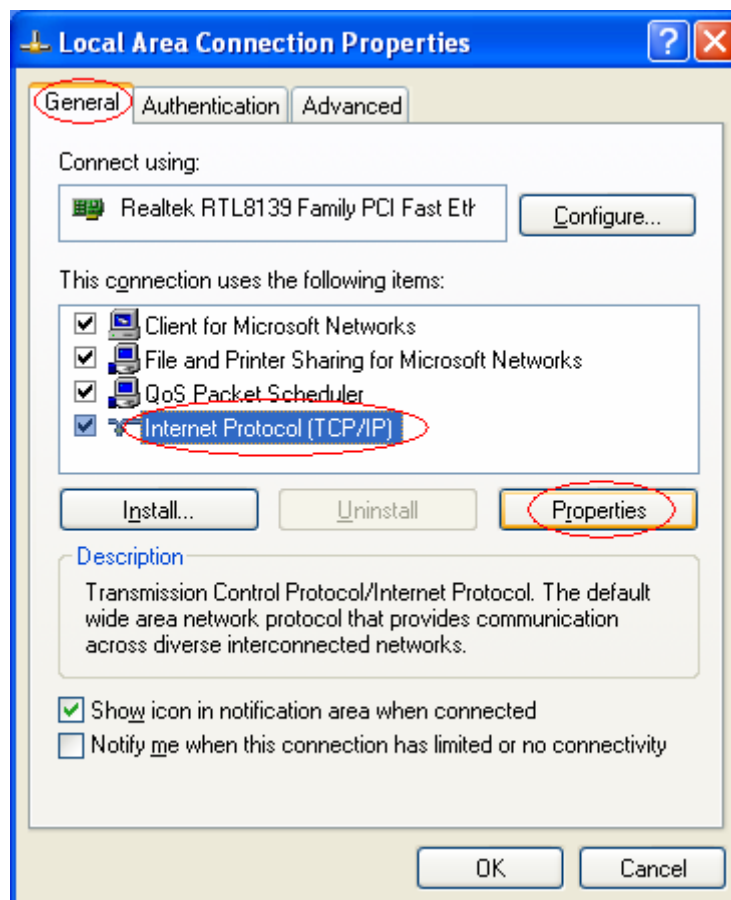 Local Area Connection Properties
General Authentication Advanced
Connect using:
Realtek RTL8139 Family PCI Fast Eth
Configure...
This connection uses the following items:
Client for Microsoft Networks
File and Printer Sharing for Microsoft Networks
QoS Packet Scheduler
Internet Protocol (TCP/IP)
Install... Uninstall Properties
Description
Transmission Control Protocol/Internet Protocol. The default
wide area network protocol that provides communication
across diverse interconnected networks.
Show icon in notification area when connected
Notify me when this connection has limited or no connectivity
OK Cancel